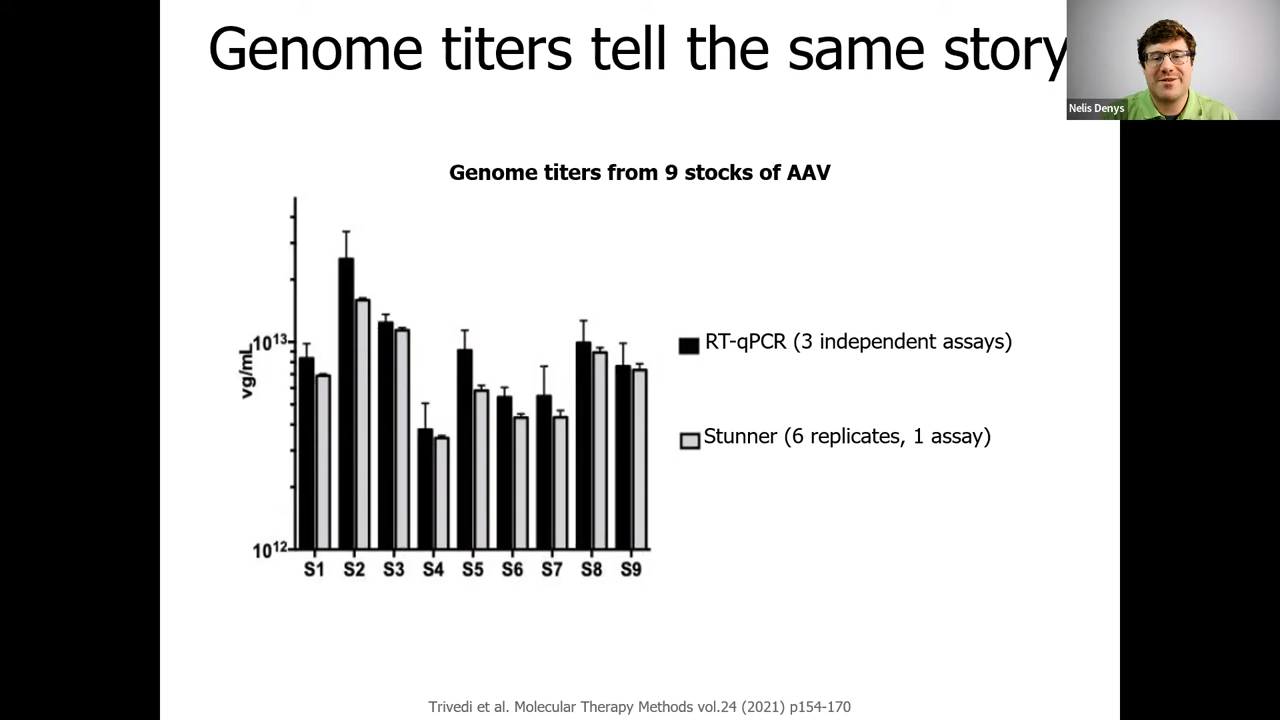 Genome titers tell the same story
Nelis Denys
Genome titers from 9 stocks of AAV
vg/mL
10¹³
10¹²
S1 S2 S3 S4 S5 S6 S7 S8 S9
RT-qPCR (3 independent assays)
Stunner (6 replicates, 1 assay)
Trivedi et al. Molecular Therapy Methods vol.24 (2021) p154-170